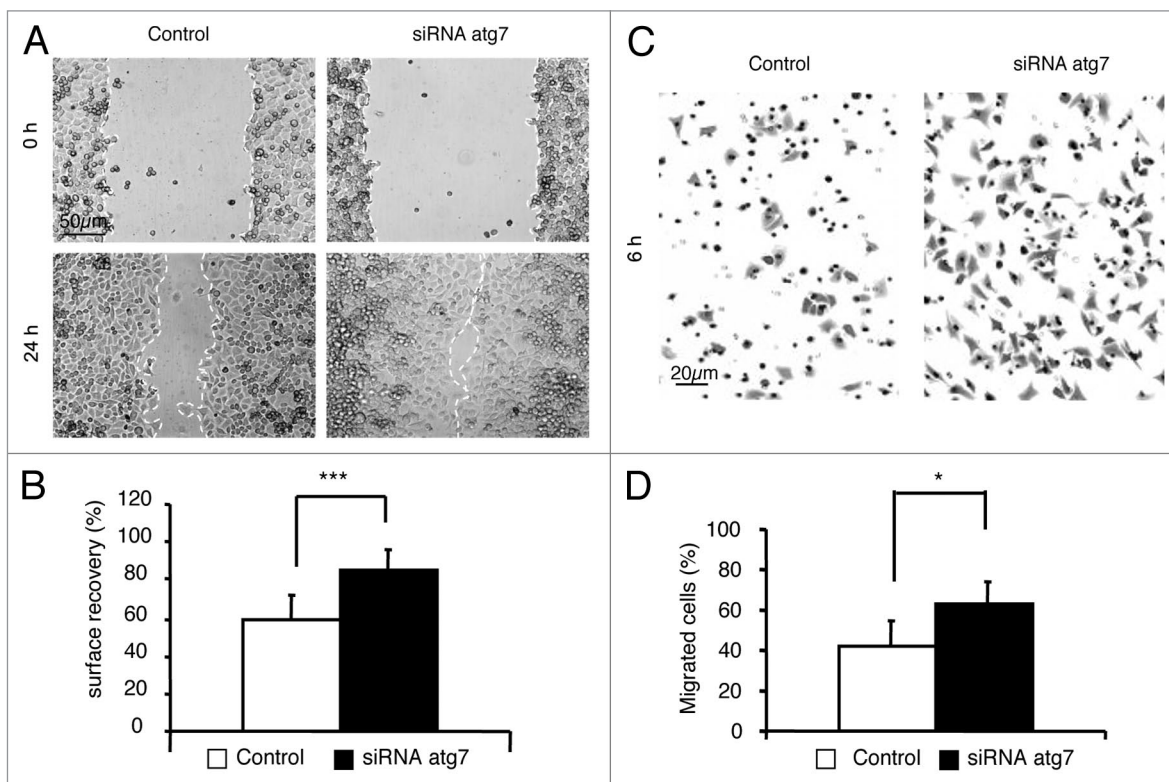 A
Control
siRNA atg7
0 h
50µm
24 h
B
***
surface recovery (%)
120
100
80
60
40
20
0
Control
siRNA atg7
C
Control
siRNA atg7
6 h
20µm
D
*
Migrated cells (%)
100
80
60
40
20
0
Control
siRNA atg7